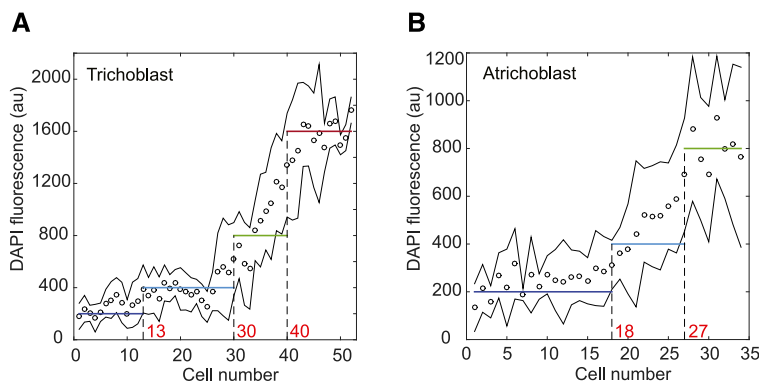 A
B
DAPI fluorescence (au)
2000
1600
1200
800
400
0
Trichoblast
13
30
40
0 10 20 30 40 50
Cell number
DAPI fluorescence (au)
1200
1000
800
600
400
200
0
Atrichoblast
18
27
0 5 10 15 20 25 30 35
Cell number